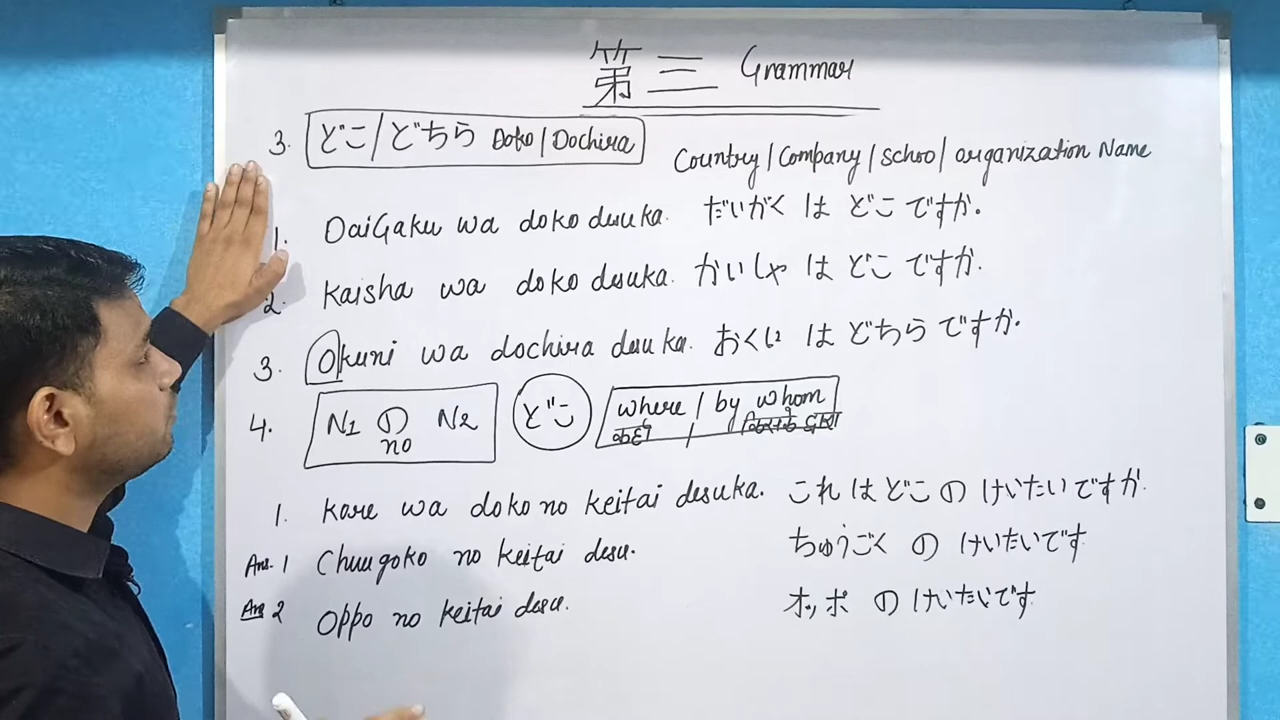 第三 Grammar
3. どこ/どちら Doko/Dochira
Country/Company/School/organization Name
1. DaiGaku wa doko desuka. だいがく は どこ ですか.
2. Kaisha wa doko desuka. かいしゃ は どこ ですか.
3. Okuni wa dochira desuka. おくに は どちら ですか.
4. N1 の N2 どこ where / by whom
no कहाँ / किसके द्वारा
1. Kore wa doko no keitai desuka. これ は どこ の けいたい ですか.
Ans. 1 Chuugoko no keitai desu. ちゅうごく の けいたいです
Ans 2 Oppo no keitai desu. オッポ の けいたいです